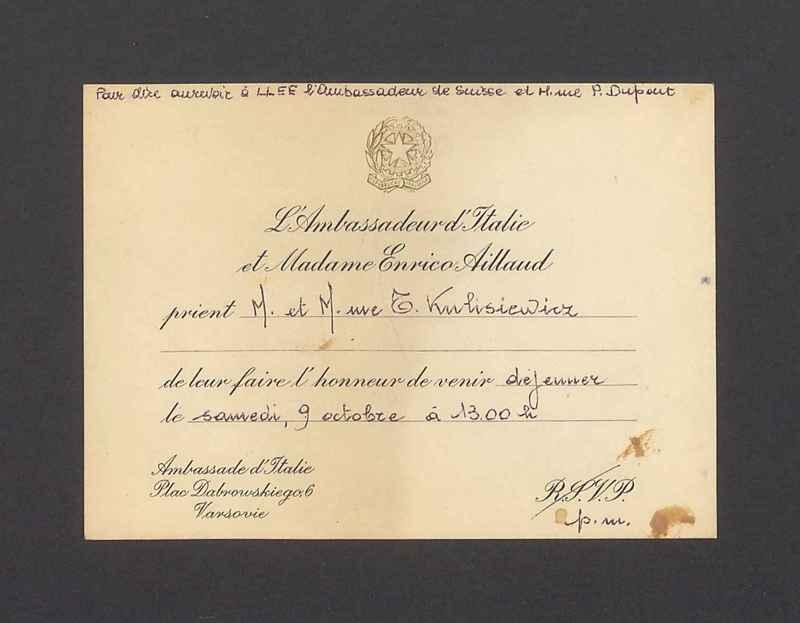 Pour dire aurevoir à LLEE l'Ambassadeur de Suisse et M.me P. Dupont
L'Ambassadeur d'Italie
et Madame Enrico Aillaud
prient M. et M.me T. Kulisiewicz
de leur faire l'honneur de venir déjeuner
le samedi, 9 octobre à 13.00 h
Ambassade d'Italie
Plac Dabrowskiego 6
Varsovie
R.S.V.P.
p.m.